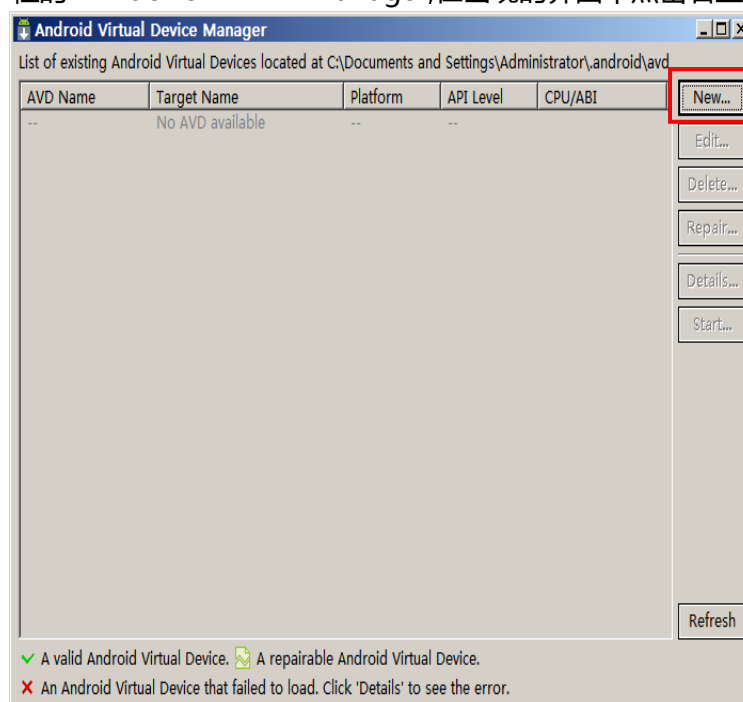 Android Virtual Device Manager
List of existing Android Virtual Devices located at C:\Documents and Settings\Administrator\.android\avd
AVD Name Target Name Platform API Level CPU/ABI
-- No AVD available -- --
New...
Edit...
Delete...
Repair...
Details...
Start...
Refresh
A valid Android Virtual Device. A repairable Android Virtual Device.
An Android Virtual Device that failed to load. Click 'Details' to see the error.